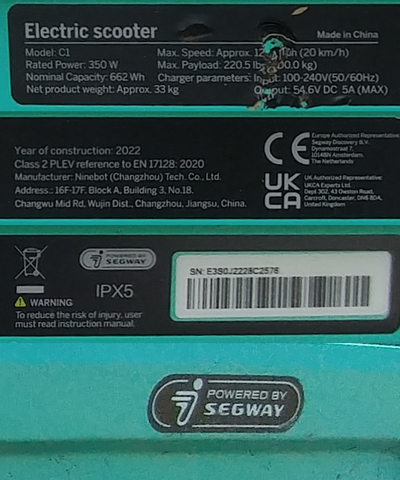 Electric scooter
Made in China
Model: C1
Max. Speed: Approx. (20 km/h)
Rated Power: 350 W
Max. Payload: 220.5 lbs
Nominal Capacity: 662 Wh
Charger parameters: Input: 100-240V(50/60Hz)
Net product weight: Approx. 33 kg
Output: 54.6V DC 5A (MAX)
Year of construction: 2022
Class 2 PLEV reference to EN 17128: 2020
Manufacturer: Ninebot (Changzhou) Tech. Co., Ltd.
Address.: 16F-17F. Block A, Building 3, No.18.
Changwu Mid Rd, Wujin Dist., Changzhou, Jiangsu, China.
CE
Europe Authorized Representative
Segway Discovery B.V.
Dynamostraat 7,
1014BN Amsterdam
The Netherlands
UK
CA
UK Authorized Representative:
UKCA Experts Ltd.
Dept 302, 43 Owston Road,
Carcroft, Doncaster, DN6 8DA,
United Kingdom
POWERED BY
SEGWAY
IPX5
WARNING
To reduce the risk of injury, user
must read instruction manual.
SN: E3S0J2228C2576
POWERED BY
SEGWAY